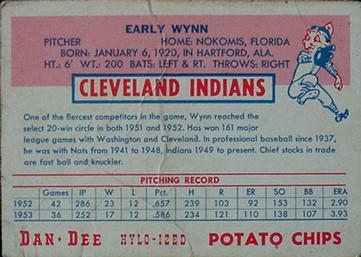 EARLY WYNN
PITCHER HOME: NOKOMIS, FLORIDA
BORN: JANUARY 6, 1920, IN HARTFORD, ALA.
HT.: 6' WT.: 200 BATS: LEFT & RT. THROWS: RIGHT
CLEVELAND INDIANS
One of the fiercest competitors in the game, Wynn reached the
select 20-win circle in both 1951 and 1952. Has won 161 major
league games with Washington and Cleveland. In professional baseball since 1937,
he was with Nats from 1941 to 1948, Indians 1949 to present. Chief stocks in trade
are fast ball and knuckler.
PITCHING RECORD
Games IP W L Pct. H R ER SO BB ERA
1952 42 286 23 12 .657 239 103 92 153 132 2.90
1953 36 252 17 12 .586 234 121 110 138 107 3.93
DAN-DEE HYLO-IZED POTATO CHIPS